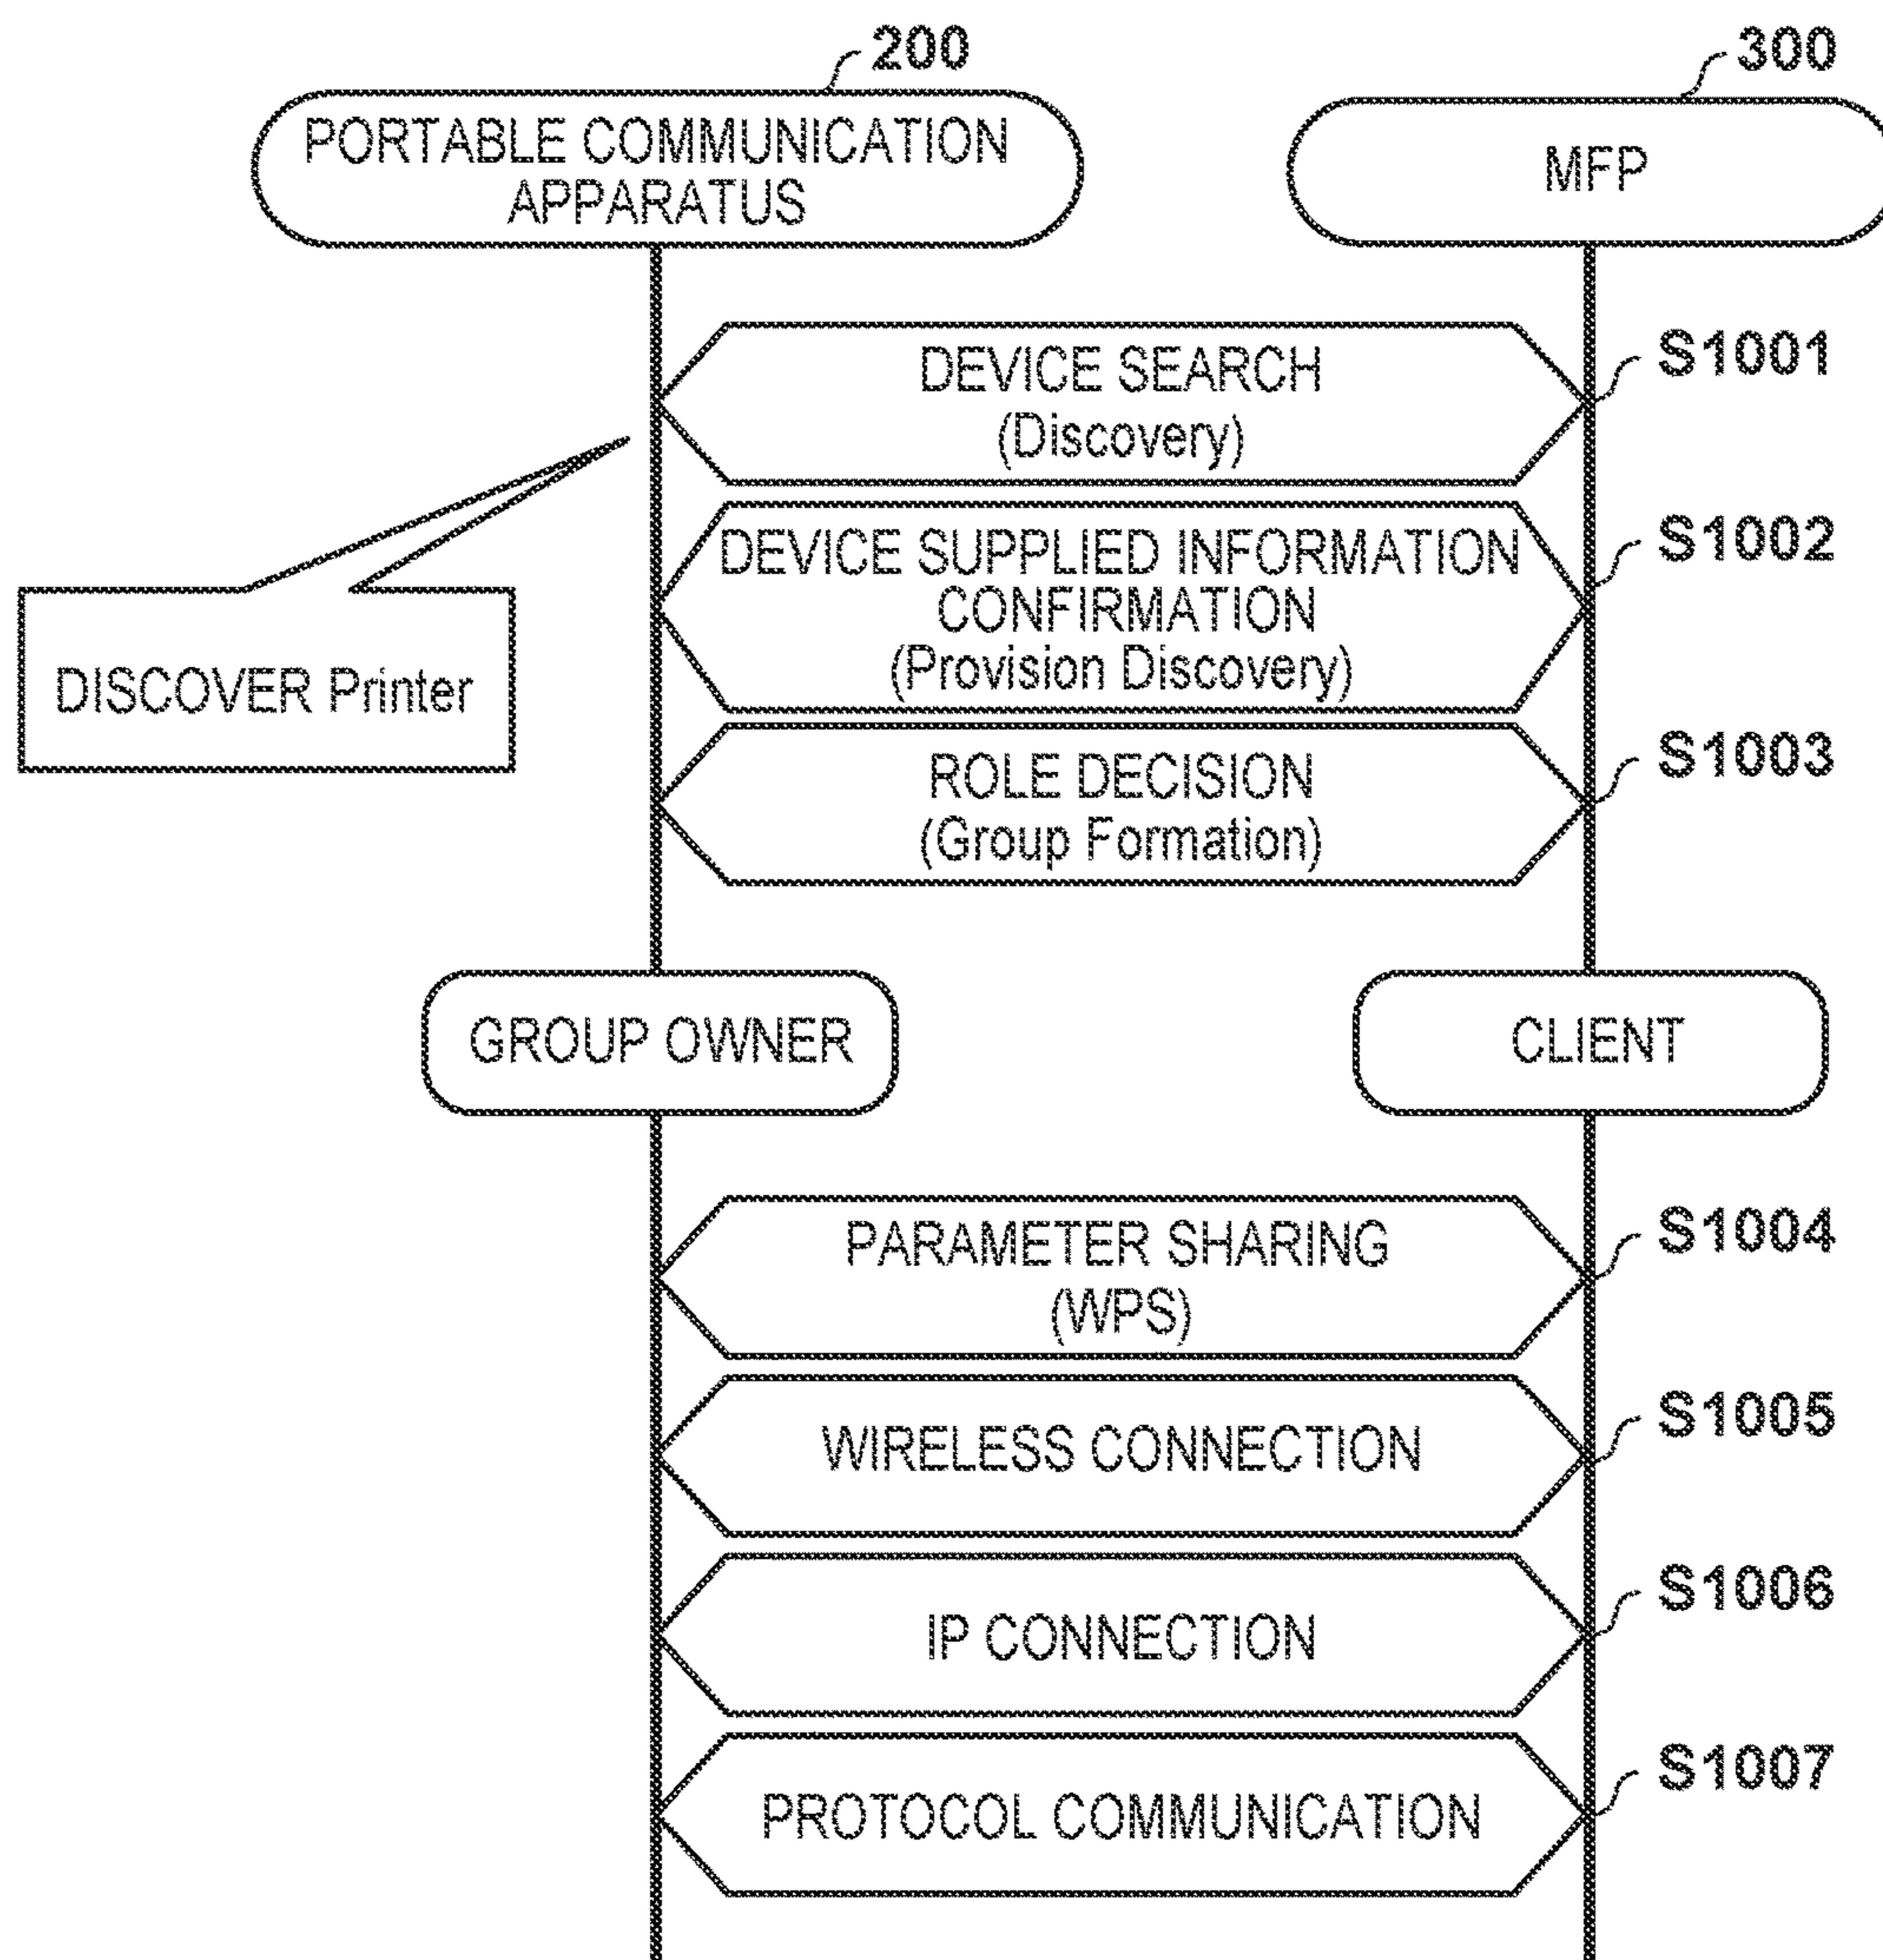 200
300
PORTABLE COMMUNICATION
APPARATUS
MFP
DEVICE SEARCH
(Discovery)
S1001
DEVICE SUPPLIED INFORMATION
CONFIRMATION
(Provision Discovery)
S1002
DISCOVER Printer
ROLE DECISION
(Group Formation)
S1003
GROUP OWNER
CLIENT
PARAMETER SHARING
(WPS)
S1004
WIRELESS CONNECTION
S1005
IP CONNECTION
S1006
PROTOCOL COMMUNICATION
S1007